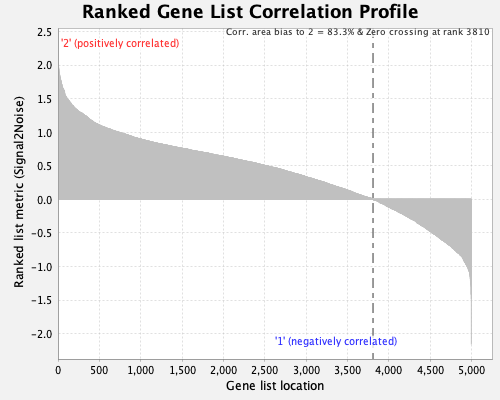 Ranked Gene List Correlation Profile
Corr. area bias to 2 = 83.3% & Zero crossing at rank 3810
'2' (positively correlated)
2.5
2.0
1.5
1.0
0.5
0.0
-0.5
-1.0
-1.5
-2.0
Ranked list metric (Signal2Noise)
'1' (negatively correlated)
0 500 1,000 1,500 2,000 2,500 3,000 3,500 4,000 4,500 5,000
Gene list location